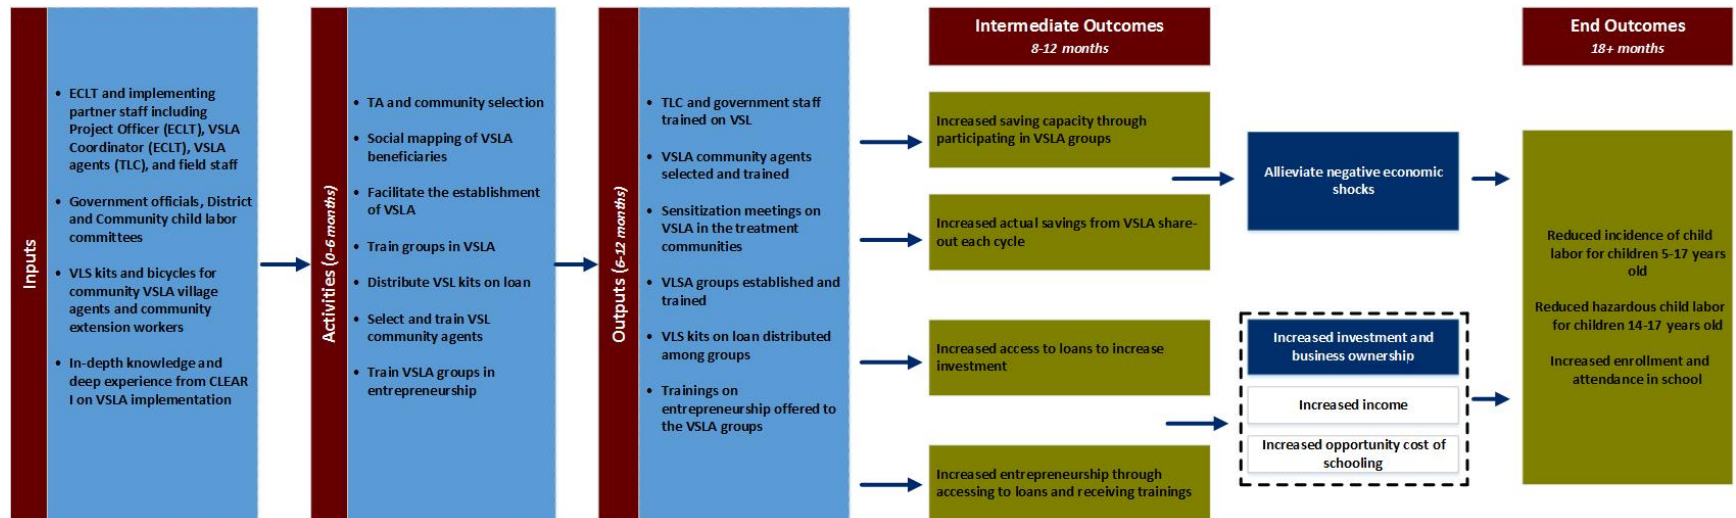 Inputs
• ECLT and implementing
partner staff including
Project Officer (ECLT), VSLA
Coordinator (ECLT), VSLA
agents (TLC), and field staff
• Government officials, District
and Community child labor
committees
• VLS kits and bicycles for
community VSLA village
agents and community
extension workers
• In-depth knowledge and
deep experience from CLEAR
I on VSLA implementation
Activities (0-6 months)
• TA and community selection
• Social mapping of VSLA
beneficiaries
• Facilitate the establishment
of VSLA
• Train groups in VSLA
• Distribute VSL kits on loan
• Select and train VSL
community agents
• Train VSLA groups in
entrepreneurship
Outputs (6-12 months)
• TLC and government staff
trained on VSL
• VSLA community agents
selected and trained
• Sensitization meetings on
VSLA in the treatment
communities
• VLSA groups established and
trained
• VLS kits on loan distributed
among groups
• Trainings on
entrepreneurship offered to
the VSLA groups
Intermediate Outcomes
8-12 months
Increased saving capacity through
participating in VSLA groups
Increased actual savings from VSLA share-
out each cycle
Increased access to loans to increase
investment
Increased entrepreneurship through
accessing to loans and receiving trainings
Allieviate negative economic
shocks
Increased investment and
business ownership
Increased income
Increased opportunity cost of
schooling
End Outcomes
18+ months
Reduced incidence of child
labor for children 5-17 years
old
Reduced hazardous child labor
for children 14-17 years old
Increased enrollment and
attendance in school